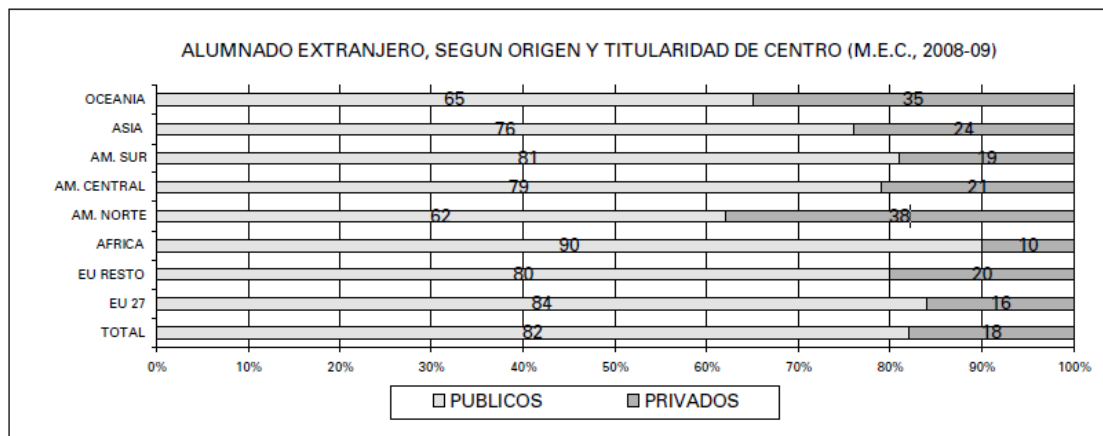 ALUMNADO EXTRANJERO, SEGUN ORIGEN Y TITULARIDAD DE CENTRO (M.E.C., 2008-09)
OCEANIA 65 35
ASIA 76 24
AM. SUR 81 19
AM. CENTRAL 79 21
AM. NORTE 62 38
AFRICA 90 10
EU RESTO 80 20
EU 27 84 16
TOTAL 82 18
0% 10% 20% 30% 40% 50% 60% 70% 80% 90% 100%
PUBLICOS PRIVADOS